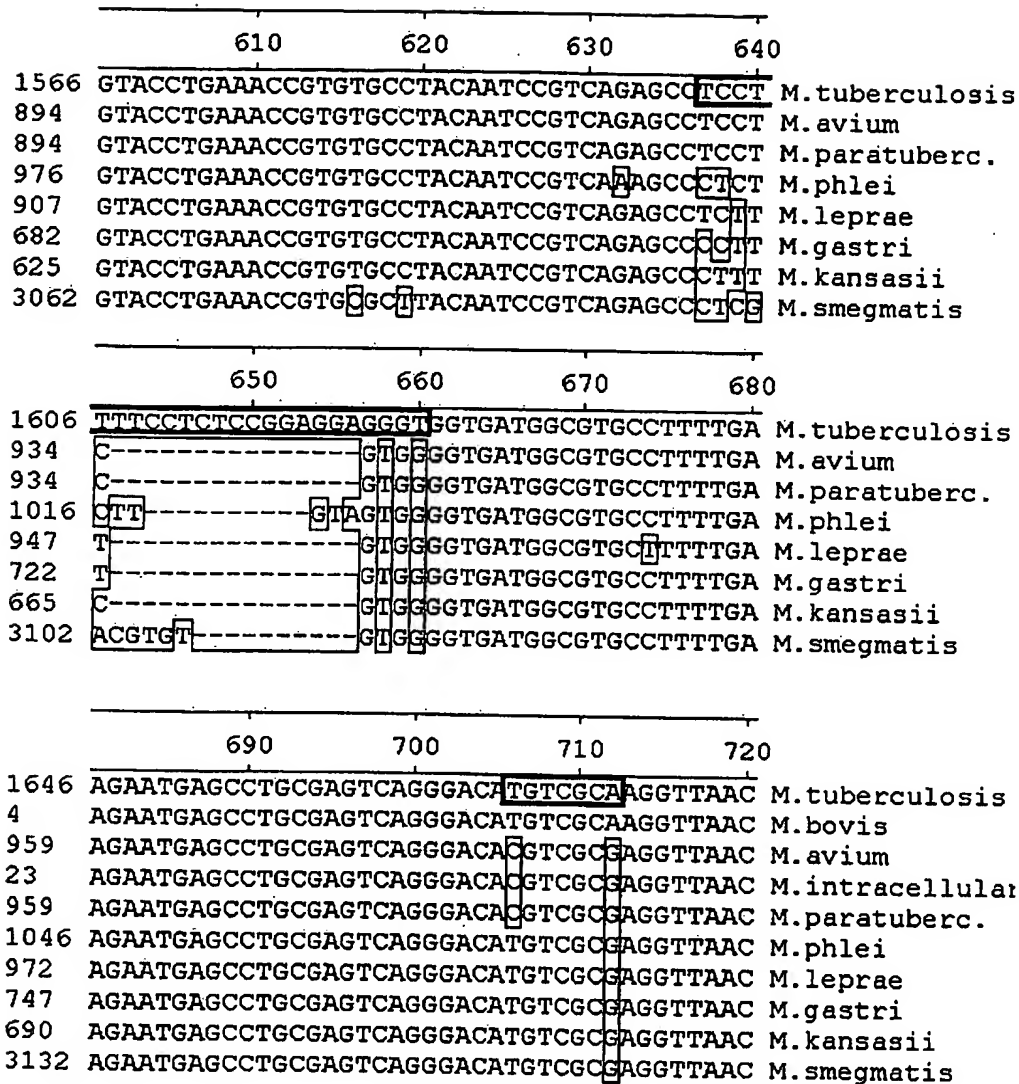 610 620 630 640
1566 GTACCTGAAACCGTGTGCCTACAATCCGTCAGAGCCTCCT M.tuberculosis
894 GTACCTGAAACCGTGTGCCTACAATCCGTCAGAGCCTCCT M.avium
894 GTACCTGAAACCGTGTGCCTACAATCCGTCAGAGCCTCCT M.paratuberc.
976 GTACCTGAAACCGTGTGCCTACAATCCGTCAAAGCCCTCT M.phlei
907 GTACCTGAAACCGTGTGCCTACAATCCGTCAGAGCCTCTT M.leprae
682 GTACCTGAAACCGTGTGCCTACAATCCGTCAGAGCCCCTT M.gastri
625 GTACCTGAAACCGTGTGCCTACAATCCGTCAGAGCCCTTT M.kansasii
3062 GTACCTGAAACCGTGCGCTTACAATCCGTCAGAGCCCTCG M.smegmatis
650 660 670 680
1606 TTTCCTCTCCGGAGGAGGGTGGTGATGGCGTGCCTTTTGA M.tuberculosis
934 C---------------GTGGGGTGATGGCGTGCCTTTTGA M.avium
934 C---------------GTGGGGTGATGGCGTGCCTTTTGA M.paratuberc.
1016 CTT----------GTAGTGGGGTGATGGCGTGCCTTTTGA M.phlei
947 T---------------GTGGGGTGATGGCGTGCTTTTTGA M.leprae
722 T---------------GTGGGGTGATGGCGTGCCTTTTGA M.gastri
665 C---------------GTGGGGTGATGGCGTGCCTTTTGA M.kansasii
3102 ACGTGT----------GTGGGGTGATGGCGTGCCTTTTGA M.smegmatis
690 700 710 720
1646 AGAATGAGCCTGCGAGTCAGGGACATGTCGCAAGGTTAAC M.tuberculosis
4 AGAATGAGCCTGCGAGTCAGGGACATGTCGCAAGGTTAAC M.bovis
959 AGAATGAGCCTGCGAGTCAGGGACACGTCGCGAGGTTAAC M.avium
23 AGAATGAGCCTGCGAGTCAGGGACACGTCGCGAGGTTAAC M.intracellular
959 AGAATGAGCCTGCGAGTCAGGGACACGTCGCGAGGTTAAC M.paratuberc.
1046 AGAATGAGCCTGCGAGTCAGGGACATGTCGCGAGGTTAAC M.phlei
972 AGAATGAGCCTGCGAGTCAGGGACATGTCGCGAGGTTAAC M.leprae
747 AGAATGAGCCTGCGAGTCAGGGACATGTCGCGAGGTTAAC M.gastri
690 AGAATGAGCCTGCGAGTCAGGGACATGTCGCGAGGTTAAC M.kansasii
3132 AGAATGAGCCTGCGAGTCAGGGACATGTCGCGAGGTTAAC M.smegmatis